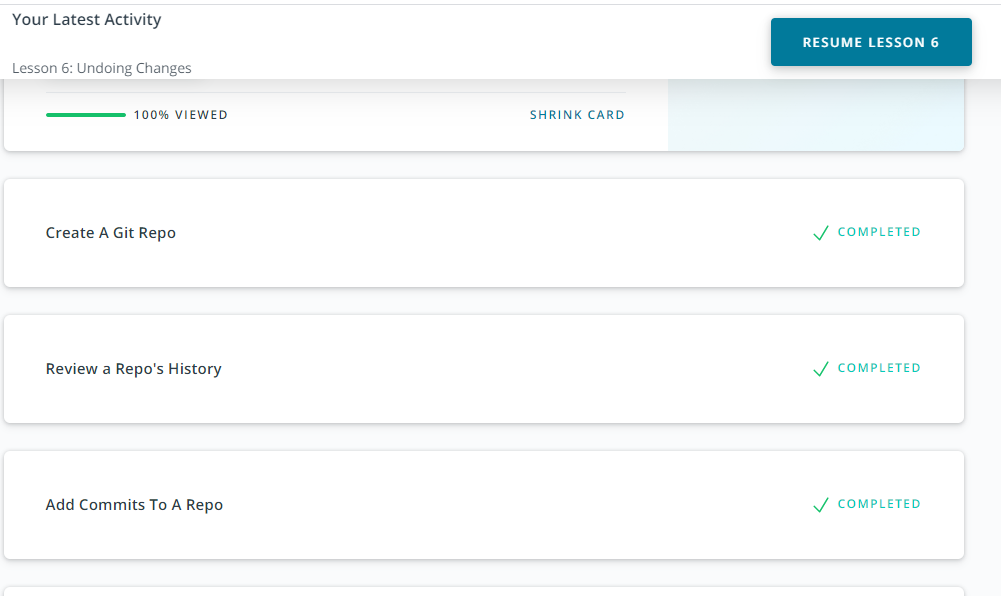 Your Latest Activity
RESUME LESSON 6
Lesson 6: Undoing Changes
100% VIEWED
SHRINK CARD
Create A Git Repo
COMPLETED
Review a Repo's History
COMPLETED
Add Commits To A Repo
COMPLETED